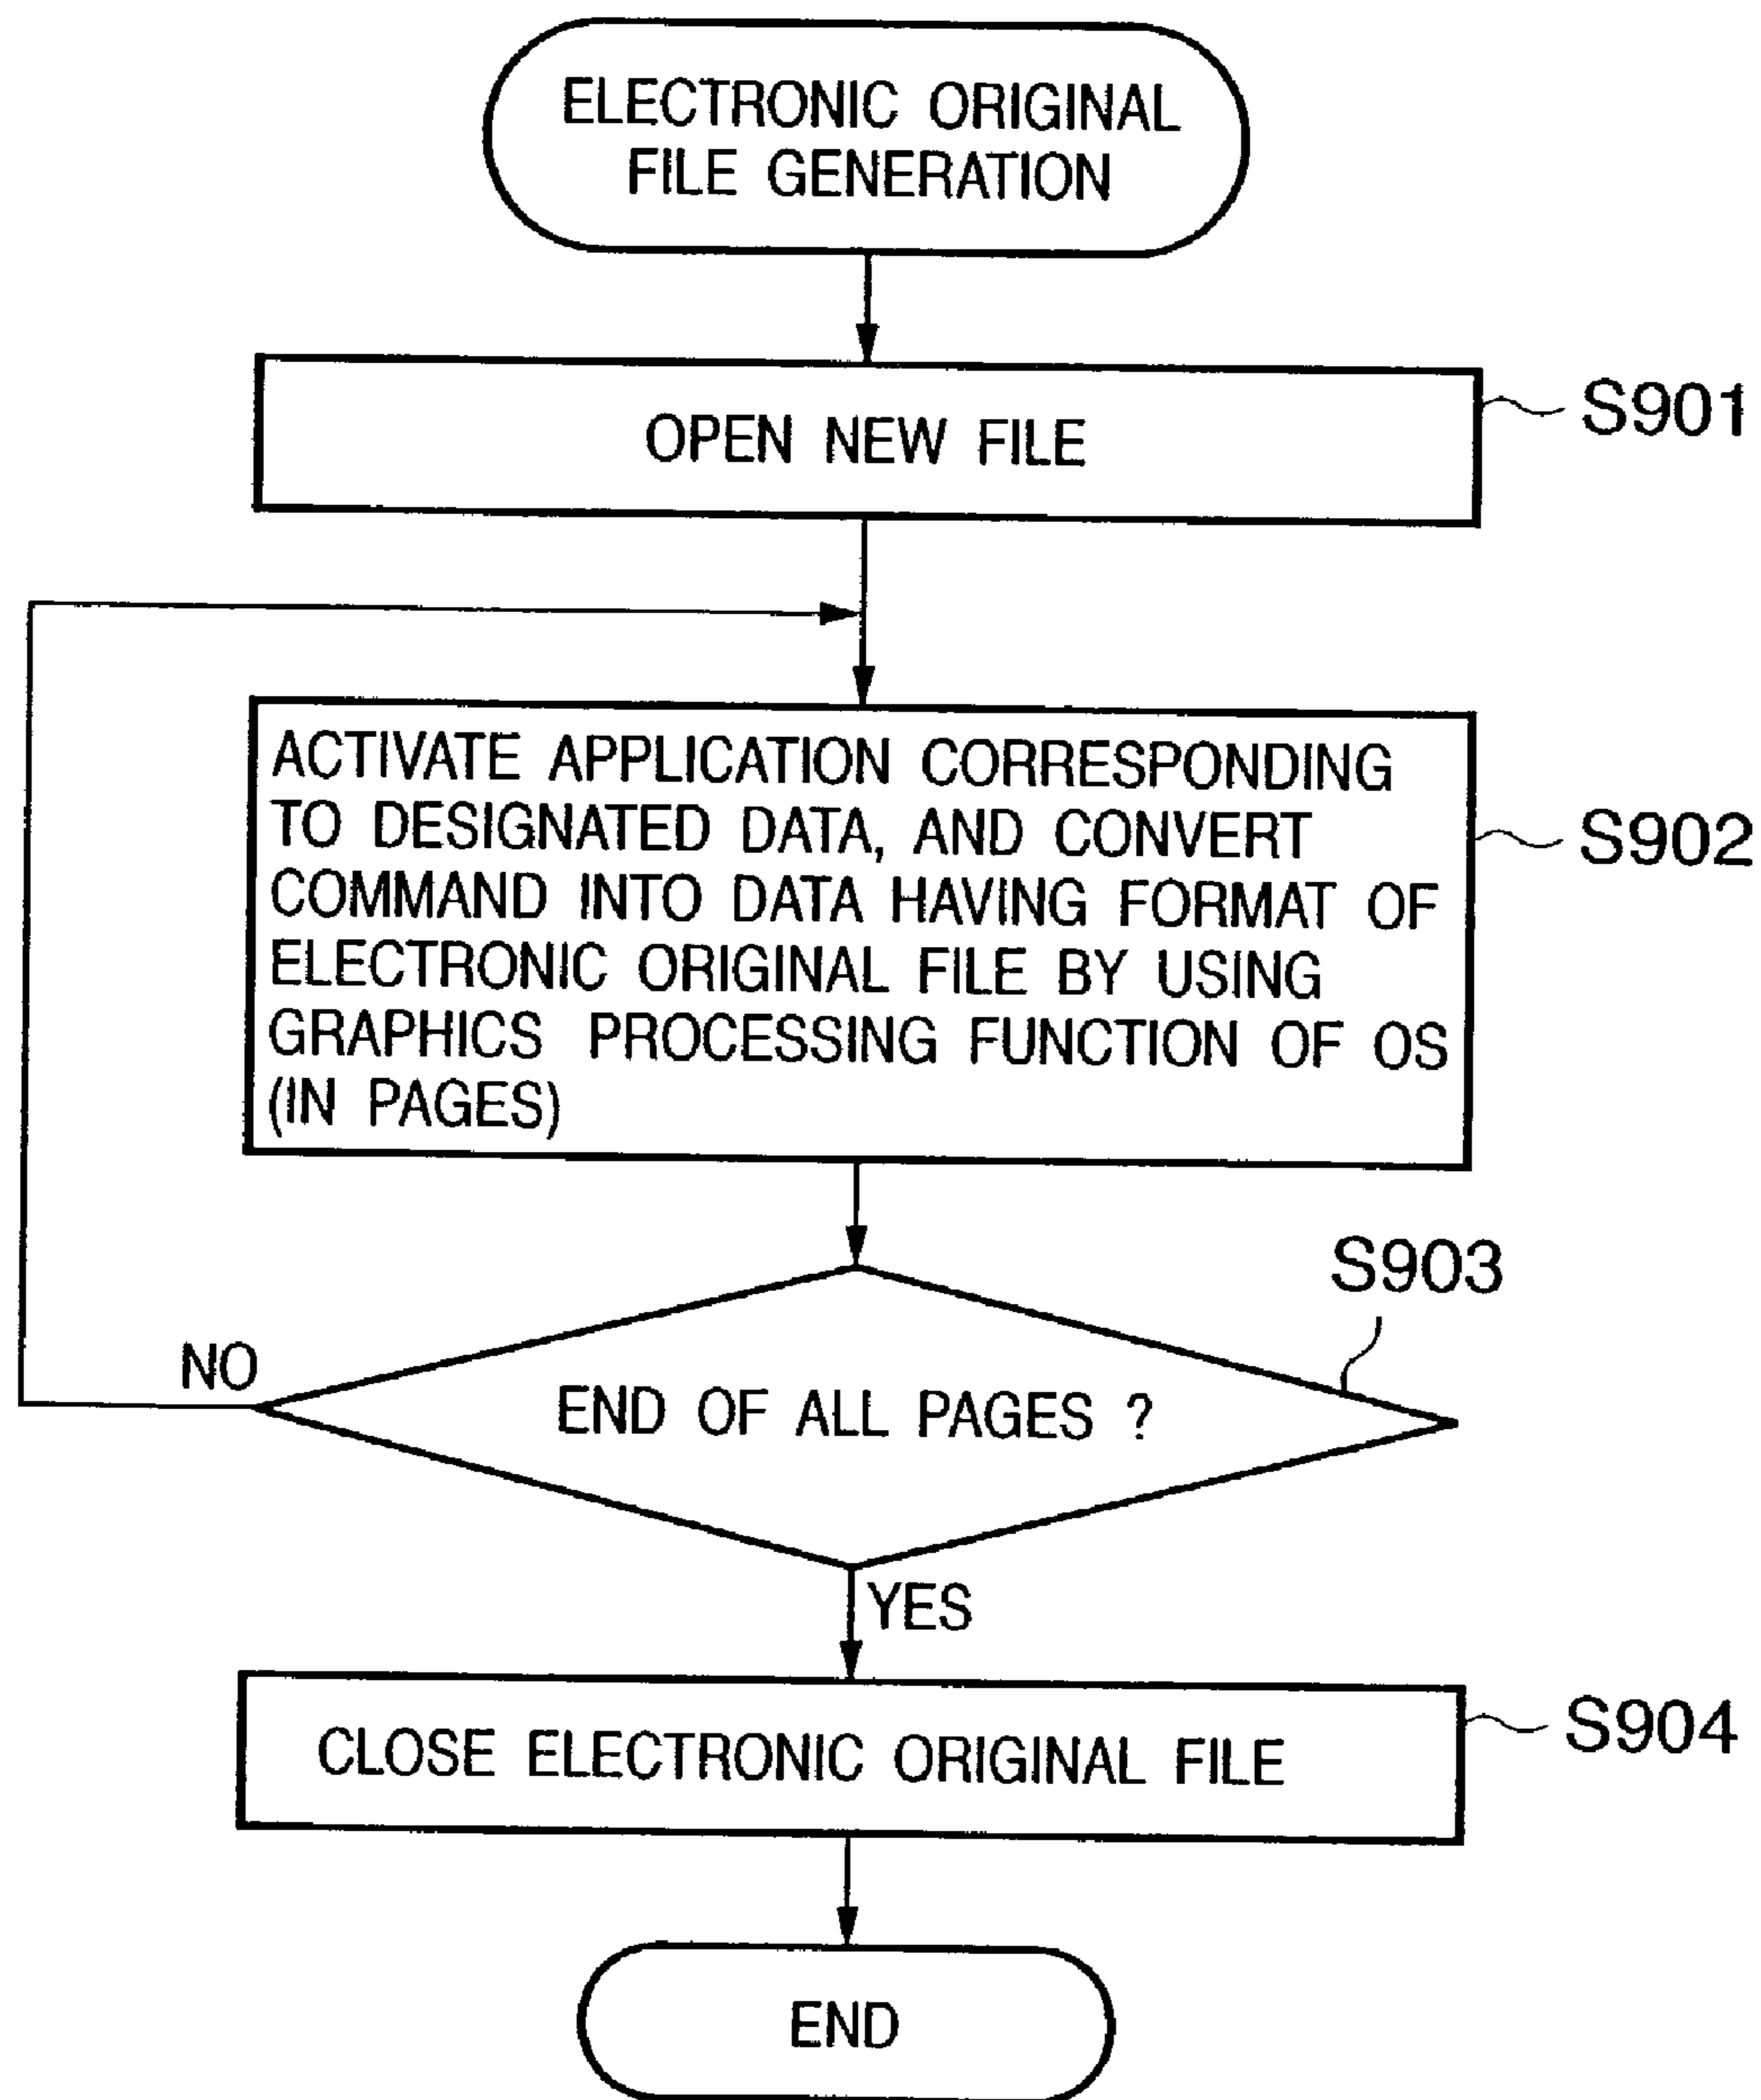 ELECTRONIC ORIGINAL
FILE GENERATION
OPEN NEW FILE
S901
ACTIVATE APPLICATION CORRESPONDING
TO DESIGNATED DATA, AND CONVERT
COMMAND INTO DATA HAVING FORMAT OF
ELECTRONIC ORIGINAL FILE BY USING
GRAPHICS PROCESSING FUNCTION OF OS
(IN PAGES)
S902
S903
NO
END OF ALL PAGES ?
YES
CLOSE ELECTRONIC ORIGINAL FILE
S904
END